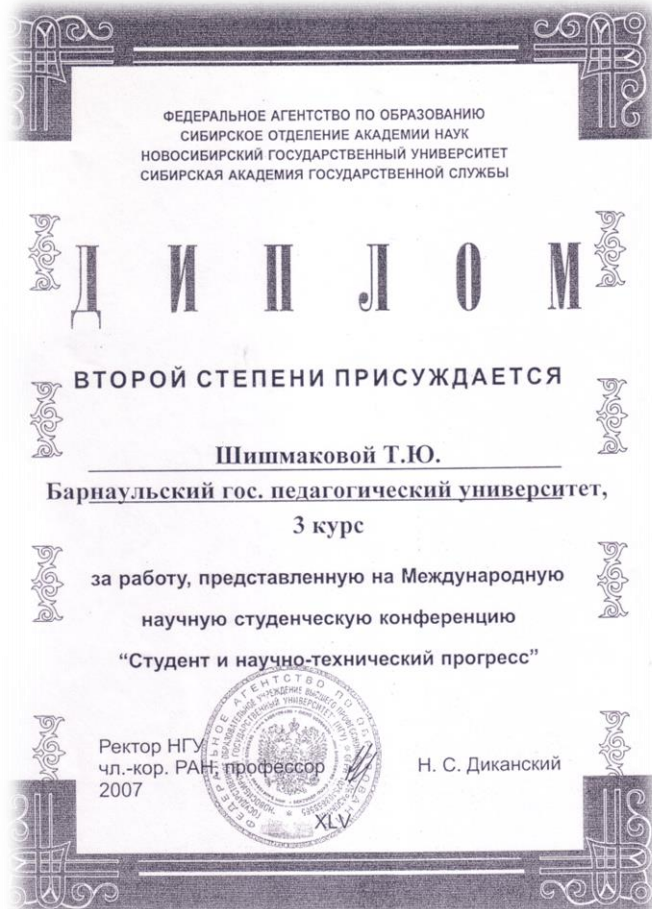 ФЕДЕРАЛЬНОЕ АГЕНТСТВО ПО ОБРАЗОВАНИЮ
СИБИРСКОЕ ОТДЕЛЕНИЕ АКАДЕМИИ НАУК
НОВОСИБИРСКИЙ ГОСУДАРСТВЕННЫЙ УНИВЕРСИТЕТ
СИБИРСКАЯ АКАДЕМИЯ ГОСУДАРСТВЕННОЙ СЛУЖБЫ
ДИПЛОМ
ВТОРОЙ СТЕПЕНИ ПРИСУЖДАЕТСЯ
Шишмаковой Т.Ю.
Барнаульский гос. педагогический университет,
3 курс
за работу, представленную на Международную
научную студенческую конференцию
“Студент и научно-технический прогресс”
Ректор НГУ
чл.-кор. РАН, профессор
Н. С. Диканский
2007
XLV